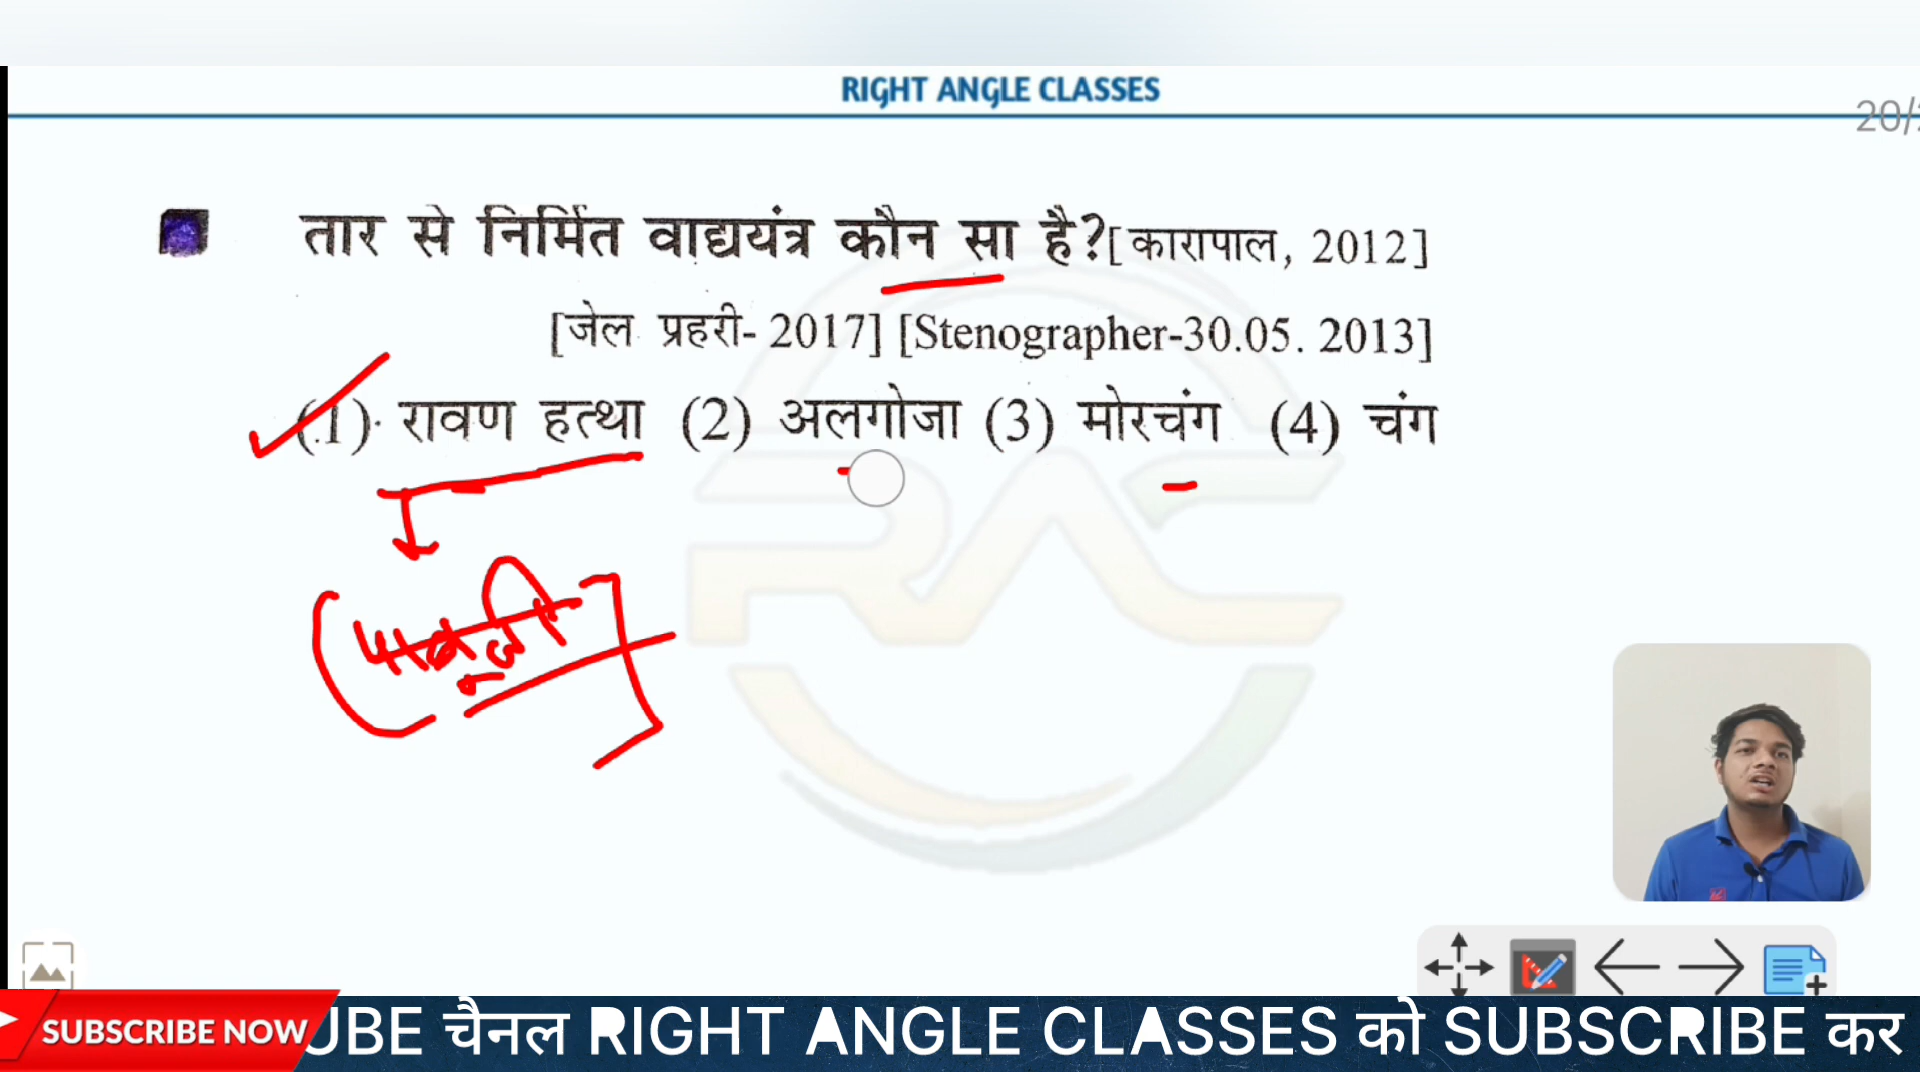 RIGHT ANGLE CLASSES
20/
तार से निर्मित वाद्ययंत्र कौन सा है?[कारापाल, 2012]
[जेल प्रहरी- 2017] [Stenographer-30.05. 2013]
(1) रावण हत्था (2) अलगोजा (3) मोरचंग (4) चंग
RAC
SUBSCRIBE NOW
UBE चैनल RIGHT ANGLE CLASSES को SUBSCRIBE कर